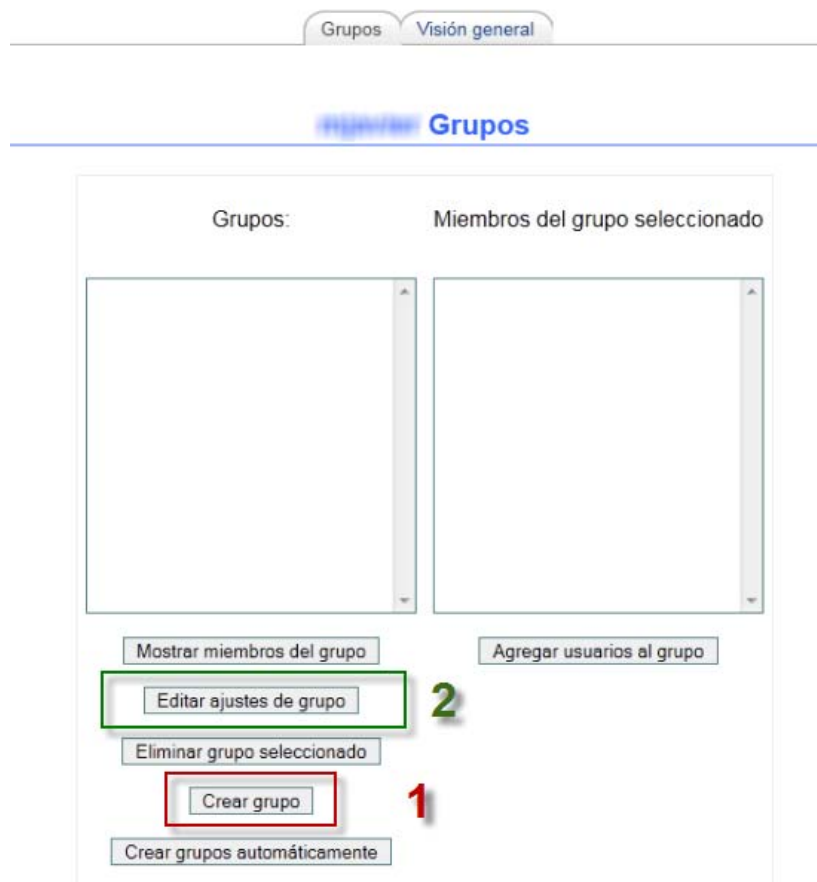 Grupos Visión general
Grupos
Grupos: Miembros del grupo seleccionado
Mostrar miembros del grupo Agregar usuarios al grupo
Editar ajustes de grupo 2
Eliminar grupo seleccionado
Crear grupo 1
Crear grupos automáticamente